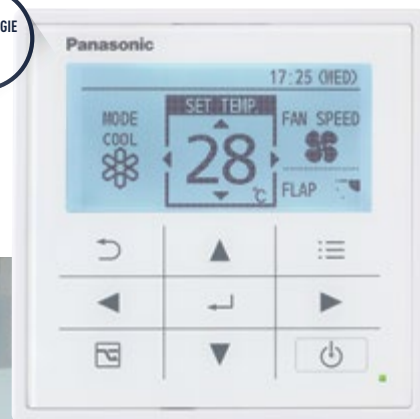 GIE
Panasonic
17:25 (WED)
MODE
COOL
SET TEMP.
28
°C
FAN SPEED
FLAP